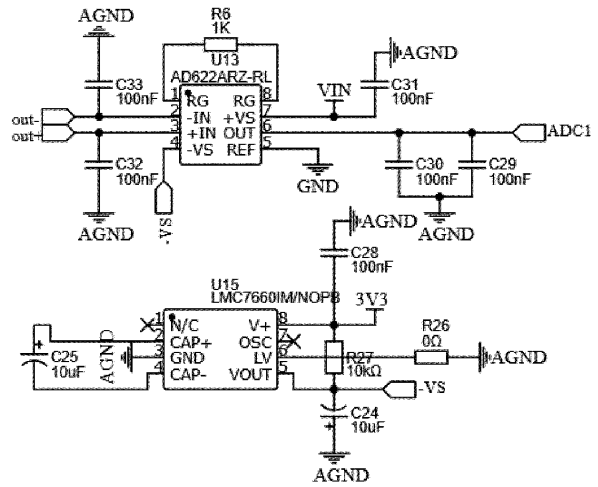 AGND
R6
1K
U13
AD622ARZ-RL
AGND
C33
100nF
VIN
C31
100nF
1 RG RG 8
2 -IN +VS 7
3 +IN OUT 6
4 -VS REF 5
out-
out+
ADC1
C32
100nF
C30
100nF
C29
100nF
GND
AGND
-VS
AGND
AGND
C28
100nF
U15
LMC7660IM/NOPB
3V3
1 N/C V+ 8
2 CAP+ OSC 7
3 GND LV 6
4 CAP- VOUT 5
C25
10uF
AGND
R26
0Ω
R27
10kΩ
AGND
-VS
C24
10uF
AGND